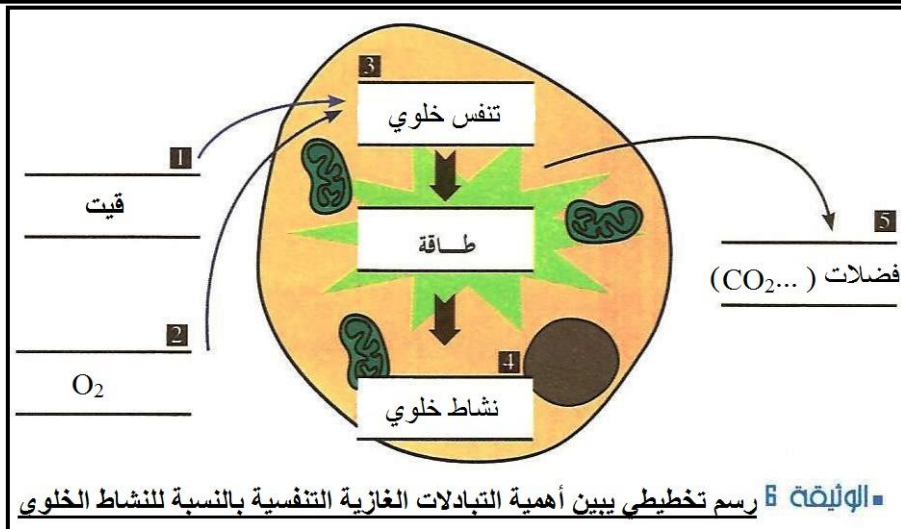 3
تنفس خلوي
1
قيت
طـــاقة
5
فضلات (CO₂...)
2
O₂
4
نشاط خلوي
الوثيقة 6 رسم تخطيطي يبين أهمية التبادلات الغازية التنفسية بالنسبة للنشاط الخلوي